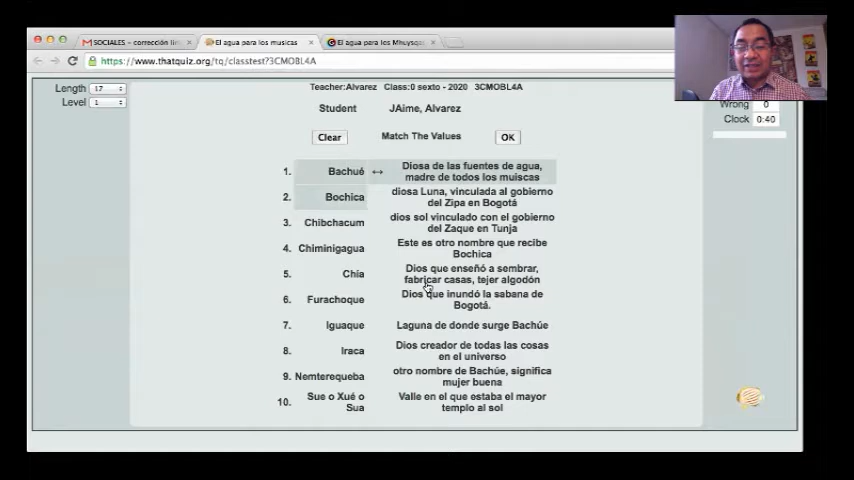 SOCIALES – corrección lin
El agua para los muiscas
El agua para los Mhuysqas
https://www.thatquiz.org/tq/classtest?3CMOBL4A
Length 17
Level 1
Teacher:Alvarez Class:0 sexto - 2020 3CMOBL4A
Student JAime, Alvarez
Wrong 0
Clock 0:40
Clear Match The Values OK
1. Bachué ↔ Diosa de las fuentes de agua,
madre de todos los muiscas
2. Bochica diosa Luna, vinculada al gobierno
del Zipa en Bogotá
3. Chibchacum dios sol vinculado con el gobierno
del Zaque en Tunja
4. Chiminigagua Este es otro nombre que recibe
Bochica
5. Chía Dios que enseñó a sembrar,
fabricar casas, tejer algodón
6. Furachoque Dios que inundó la sabana de
Bogotá.
7. Iguaque Laguna de donde surge Bachúe
8. Iraca Dios creador de todas las cosas
en el universo
9. Nemterequeba otro nombre de Bachúe, significa
mujer buena
10. Sue o Xué o
Sua Valle en el que estaba el mayor
templo al sol